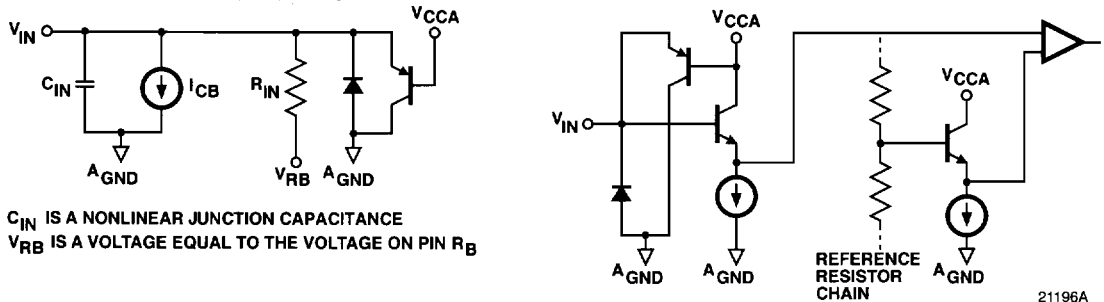 VIN
CIN
ICB
RIN
VCCA
AGND
VRB
AGND
CIN IS A NONLINEAR JUNCTION CAPACITANCE
VRB IS A VOLTAGE EQUAL TO THE VOLTAGE ON PIN RB
VCCA
VIN
VCCA
AGND
AGND
REFERENCE
RESISTOR
CHAIN
AGND
21196A